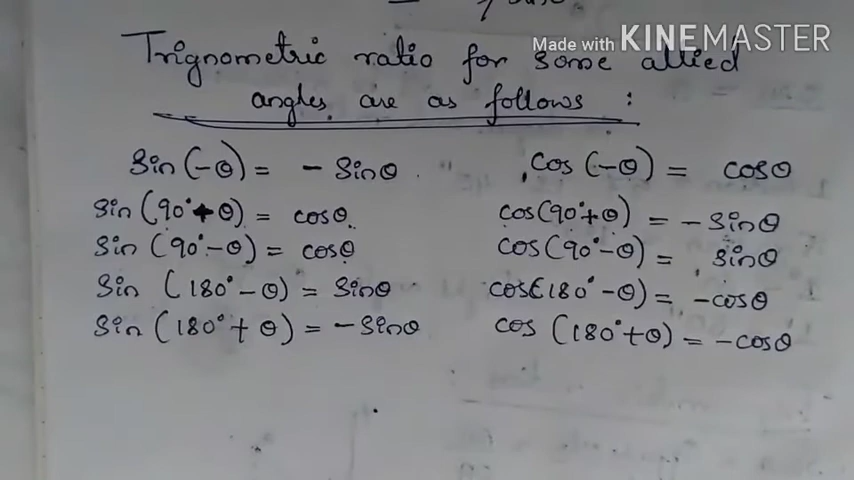 Made with KINEMASTER
Trignometric ratio for some allied
angles are as follows :
sin (-θ) = - sinθ . cos (-θ) = cosθ
sin (90°+θ) = cosθ cos(90°+θ) = - sinθ
sin (90°-θ) = cosθ cos(90°-θ) = sinθ
sin (180°-θ) = sinθ cos(180°-θ) = -cosθ
sin (180°+θ) = -sinθ cos (180°+θ) = -cosθ